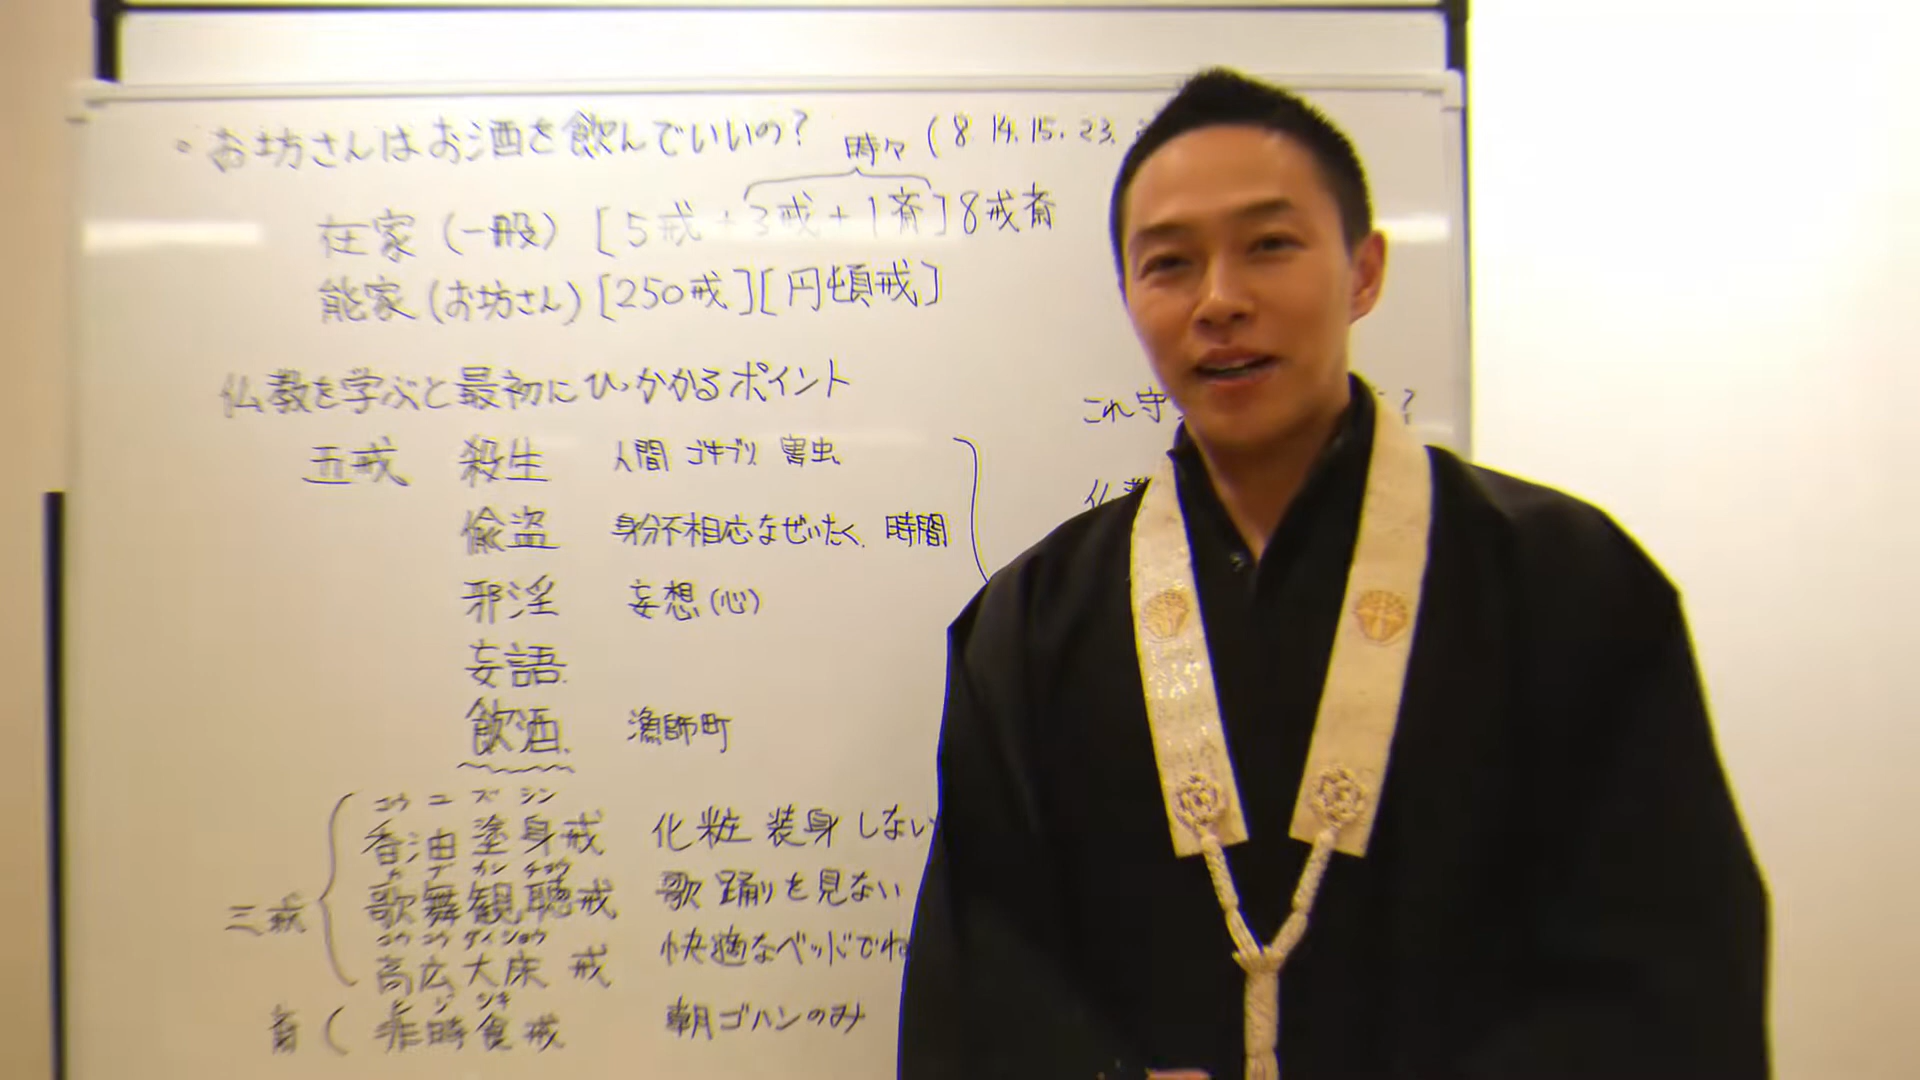 ・お坊さんはお酒を飲んでいいの?
時々 (8 14. 15. 23.
在家 (一般) [5戒+3戒+1斎] 8戒斎
能家 (お坊さん) [250戒] [円頓戒]
仏教を学ぶと最初にひっかかるポイント
これ守 ?
五戒 殺生 人間 ゴキブリ 害虫
仏教
偸盗 身分不相応なぜいたく. 時間
邪淫 妄想 (心)
妄語.
飲酒. 漁師町
コウ ユ ズ シン
香油塗身戒 化粧 装身 しない
カ ブ カン チョウ
三戒 歌舞観聴戒 歌 踊りを見ない
コウ コウ ダイ ショウ
高広大床戒 快適なベッドでね
ヒ ジ ジキ
斎 ( 非時食戒 朝ゴハンのみ